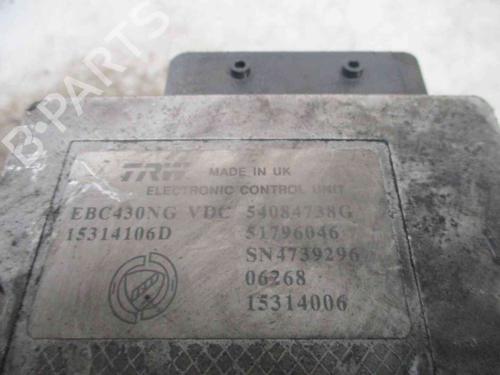 B-PARTS
TRW MADE IN UK
ELECTRONIC CONTROL UNIT
EBC430NG VDC 54084738G
15314106D 51796046
SN4739296
06268
15314006